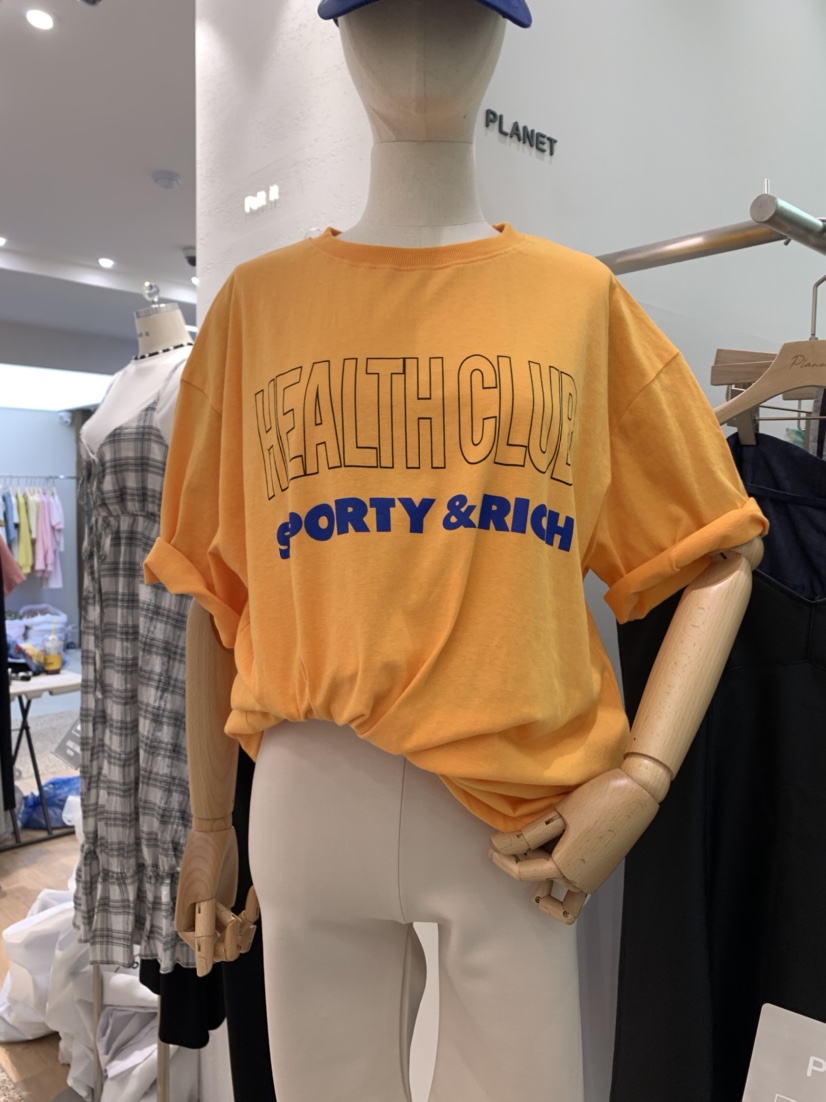 PLANET
HEALTH CLUB
SPORTY & RICH